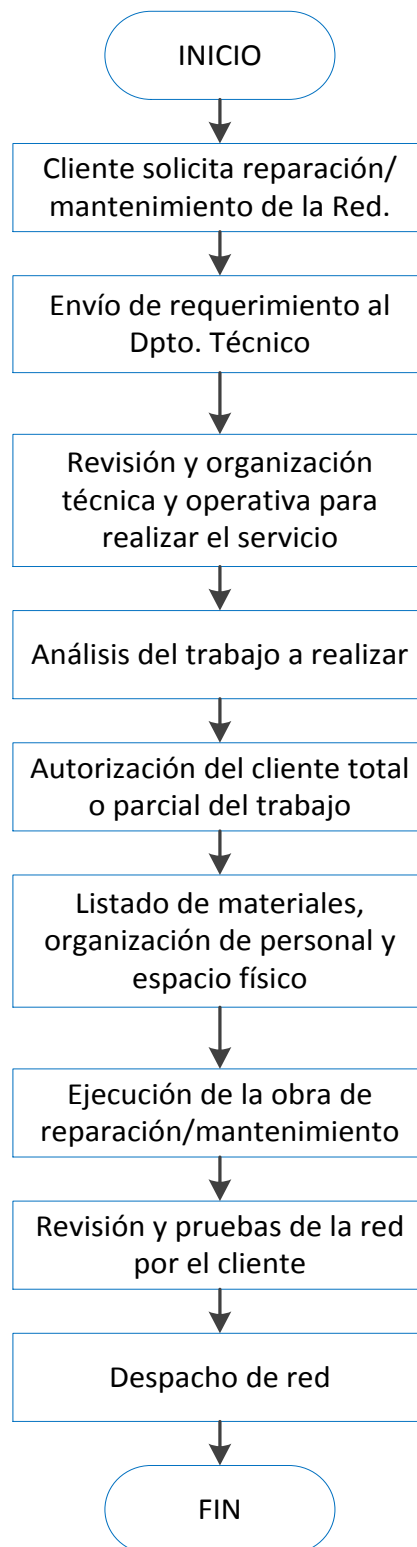 INICIO
Cliente solicita reparación/
mantenimiento de la Red.
Envío de requerimiento al
Dpto. Técnico
Revisión y organización
técnica y operativa para
realizar el servicio
Análisis del trabajo a realizar
Autorización del cliente total
o parcial del trabajo
Listado de materiales,
organización de personal y
espacio físico
Ejecución de la obra de
reparación/mantenimiento
Revisión y pruebas de la red
por el cliente
Despacho de red
FIN